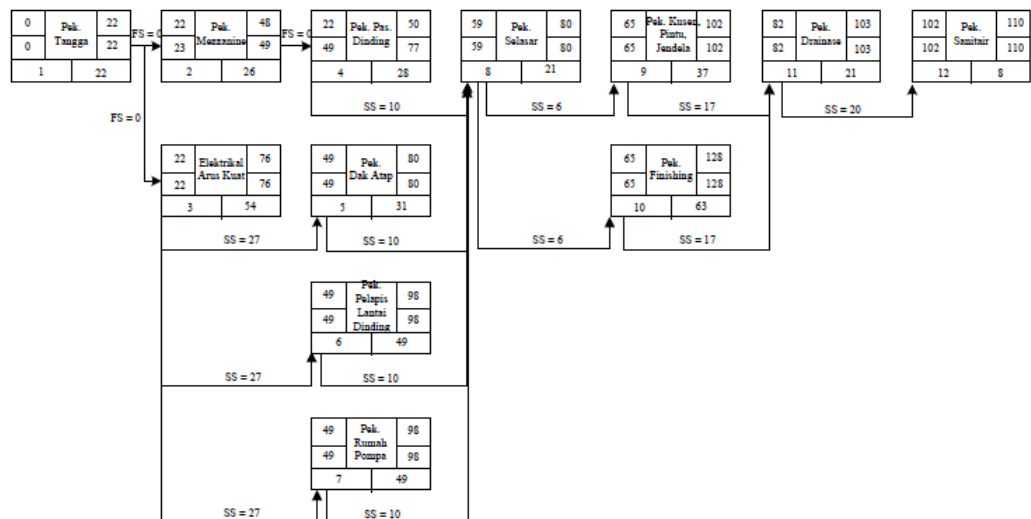 0 Pek. Tangga 22
0 22
1 22
FS = 0
22 Pek. Mezzanine 48
23 49
2 26
FS = 0
22 Pek. Pas. Dinding 50
49 77
4 28
59 Pek. Selasar 80
59 80
8 21
65 Pek. Kusen, Pintu, Jendela 102
65 102
9 37
82 Pek. Drainase 103
82 103
11 21
102 Pek. Sanitair 110
102 110
12 8
SS = 10
SS = 6
SS = 17
SS = 20
FS = 0
22 Elektrikal Arus Kuat 76
22 76
3 54
49 Pek. Dak Atap 80
49 80
5 31
65 Pek. Finishing 128
65 128
10 63
SS = 27
SS = 10
SS = 6
SS = 17
49 Pek. Pelapis Lantai Dinding 98
49 98
6 49
SS = 27
SS = 10
49 Pek. Rumah Pompa 98
49 98
7 49
SS = 27
SS = 10